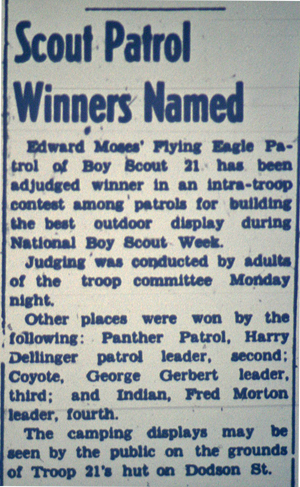 Scout Patrol
Winners Named
Edward Moses' Flying Eagle Pa-
trol of Boy Scout 21 has been
adjudged winner in an intra-troop
contest among patrols for building
the best outdoor display during
National Boy Scout Week.
Judging was conducted by adults
of the troop committee Monday
night.
Other places were won by the
following: Panther Patrol, Harry
Dellinger patrol leader, second;
Coyote, George Gerbert leader,
third; and Indian, Fred Morton
leader, fourth.
The camping displays may be
seen by the public on the grounds
of Troop 21's hut on Dodson St.